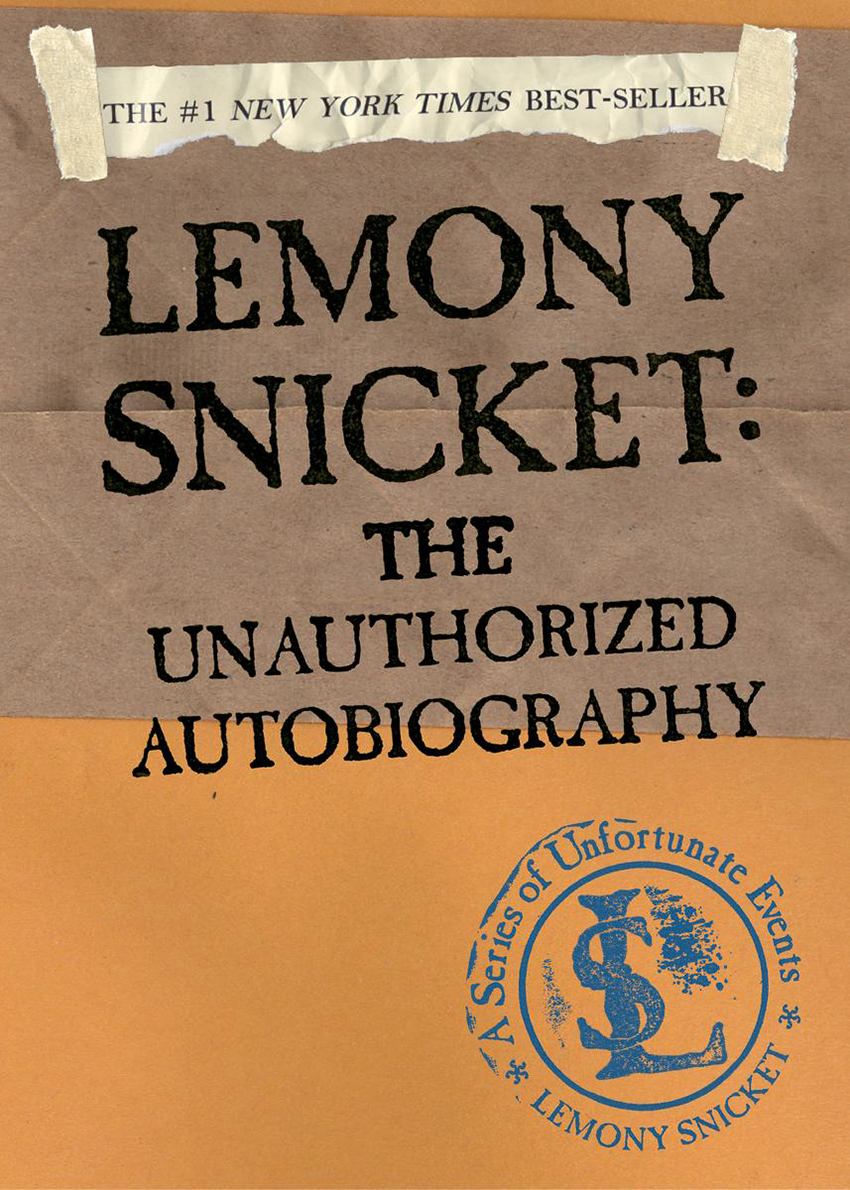 THE #1 NEW YORK TIMES BEST-SELLER
LEMONY
SNICKET:
THE
UNAUTHORIZED
AUTOBIOGRAPHY
A Series of Unfortunate Events
LS
LEMONY SNICKET